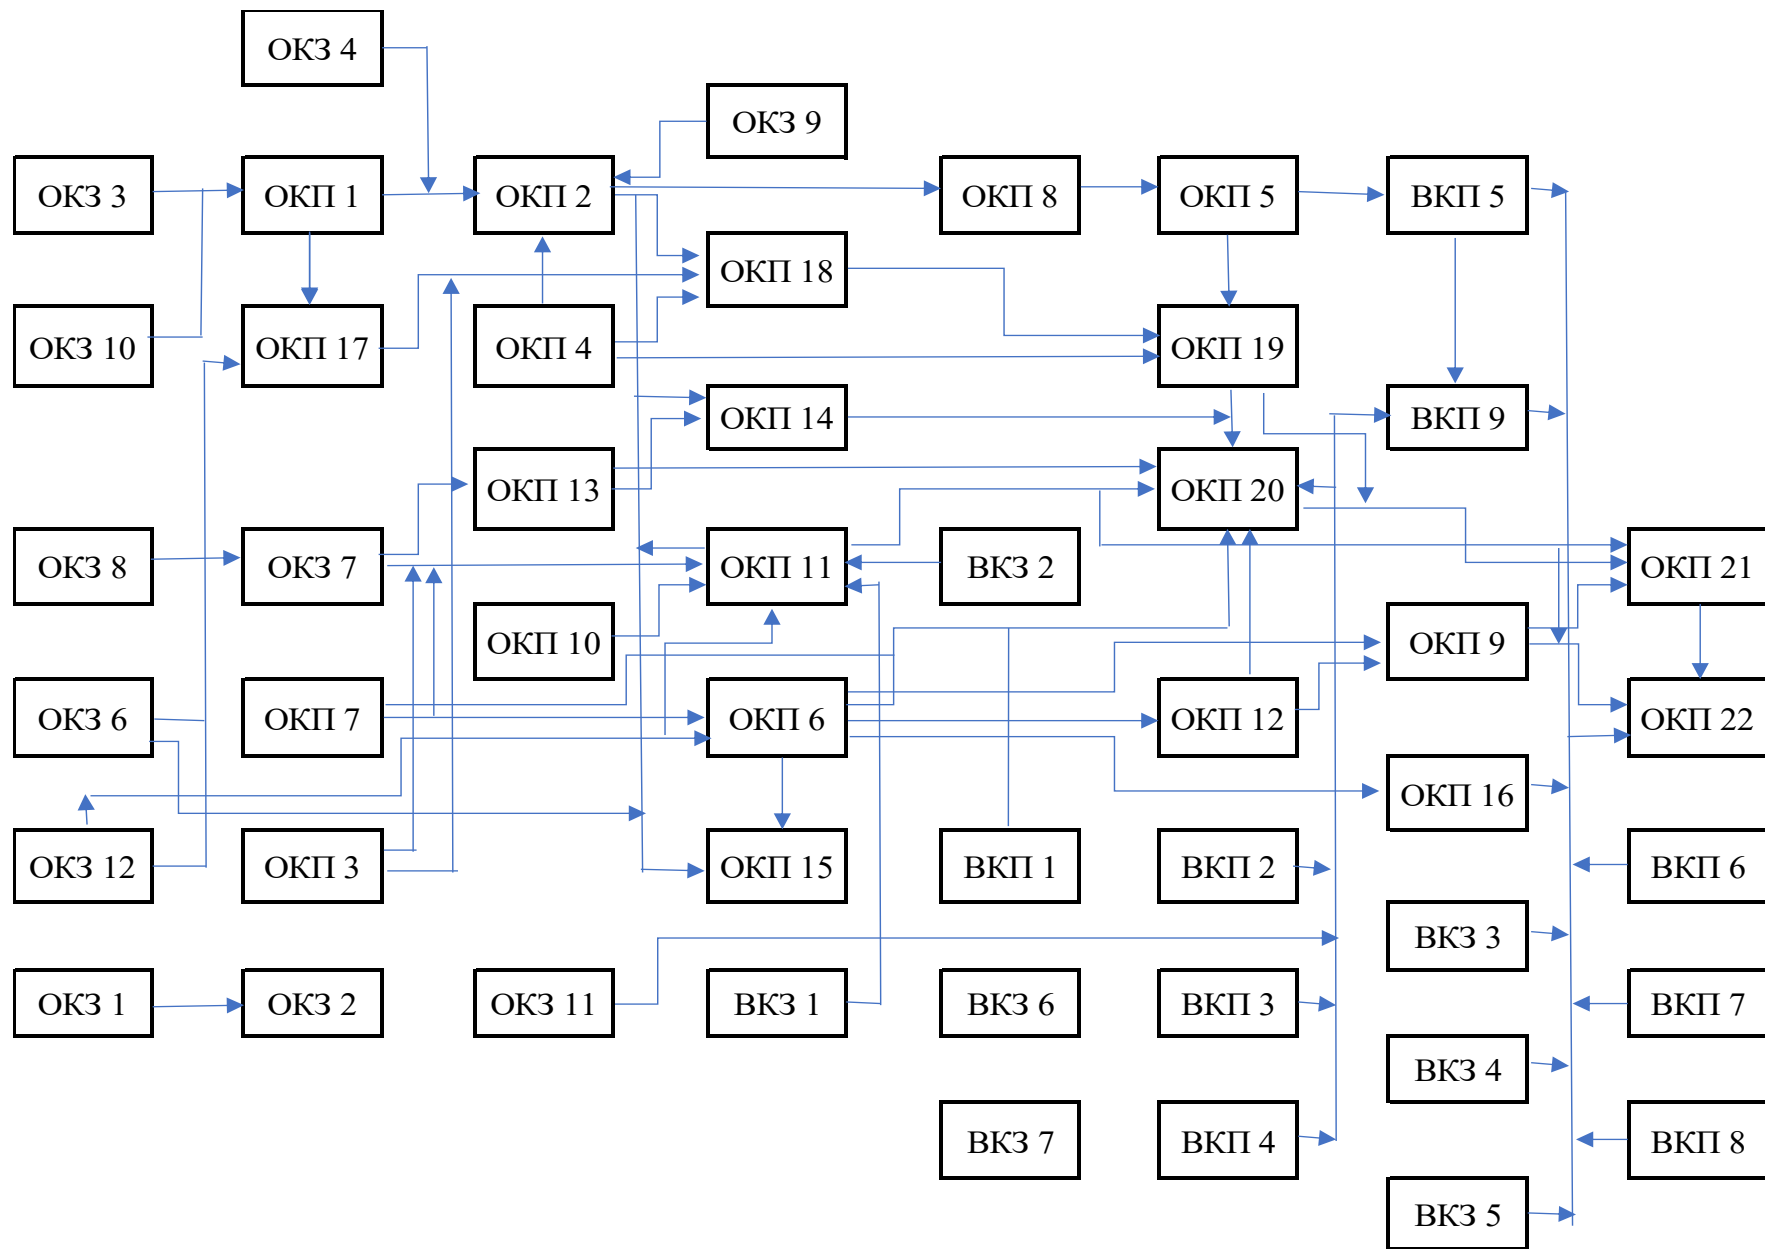 ОКЗ 4
ОКЗ 9
ОКЗ 3
ОКП 1
ОКП 2
ОКП 8
ОКП 5
ВКП 5
ОКП 18
ОКЗ 10
ОКП 17
ОКП 4
ОКП 19
ОКП 14
ВКП 9
ОКП 13
ОКП 20
ОКЗ 8
ОКЗ 7
ОКП 11
ВКЗ 2
ОКП 21
ОКП 10
ОКП 9
ОКЗ 6
ОКП 7
ОКП 6
ОКП 12
ОКП 22
ОКП 16
ОКЗ 12
ОКП 3
ОКП 15
ВКП 1
ВКП 2
ВКП 6
ВКЗ 3
ОКЗ 1
ОКЗ 2
ОКЗ 11
ВКЗ 1
ВКЗ 6
ВКП 3
ВКП 7
ВКЗ 4
ВКЗ 7
ВКП 4
ВКП 8
ВКЗ 5